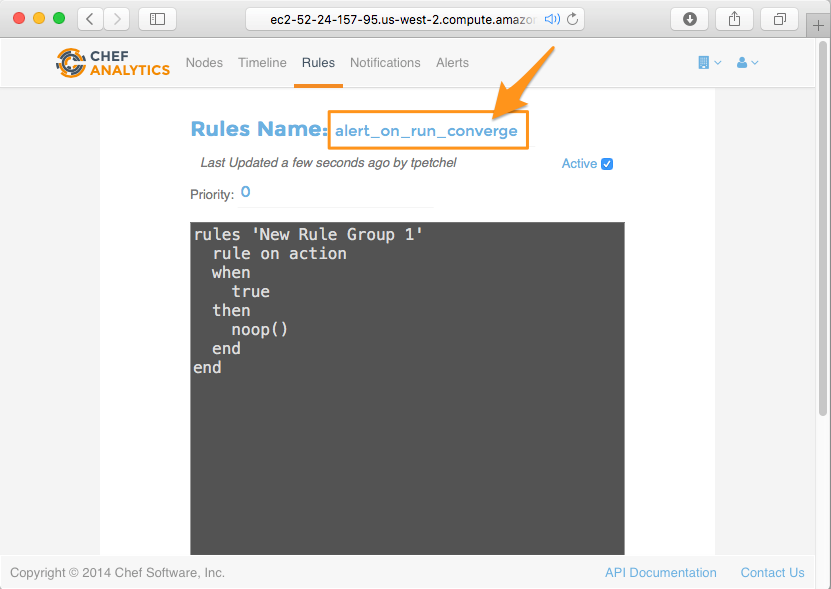 ec2-52-24-157-95.us-west-2.compute.amazo
CHEF
ANALYTICS
Nodes Timeline Rules Notifications Alerts
Rules Name: alert_on_run_converge
Last Updated a few seconds ago by tpetchel
Active
Priority: 0
rules 'New Rule Group 1'
rule on action
when
true
then
noop()
end
end
Copyright © 2014 Chef Software, Inc.
API Documentation
Contact Us